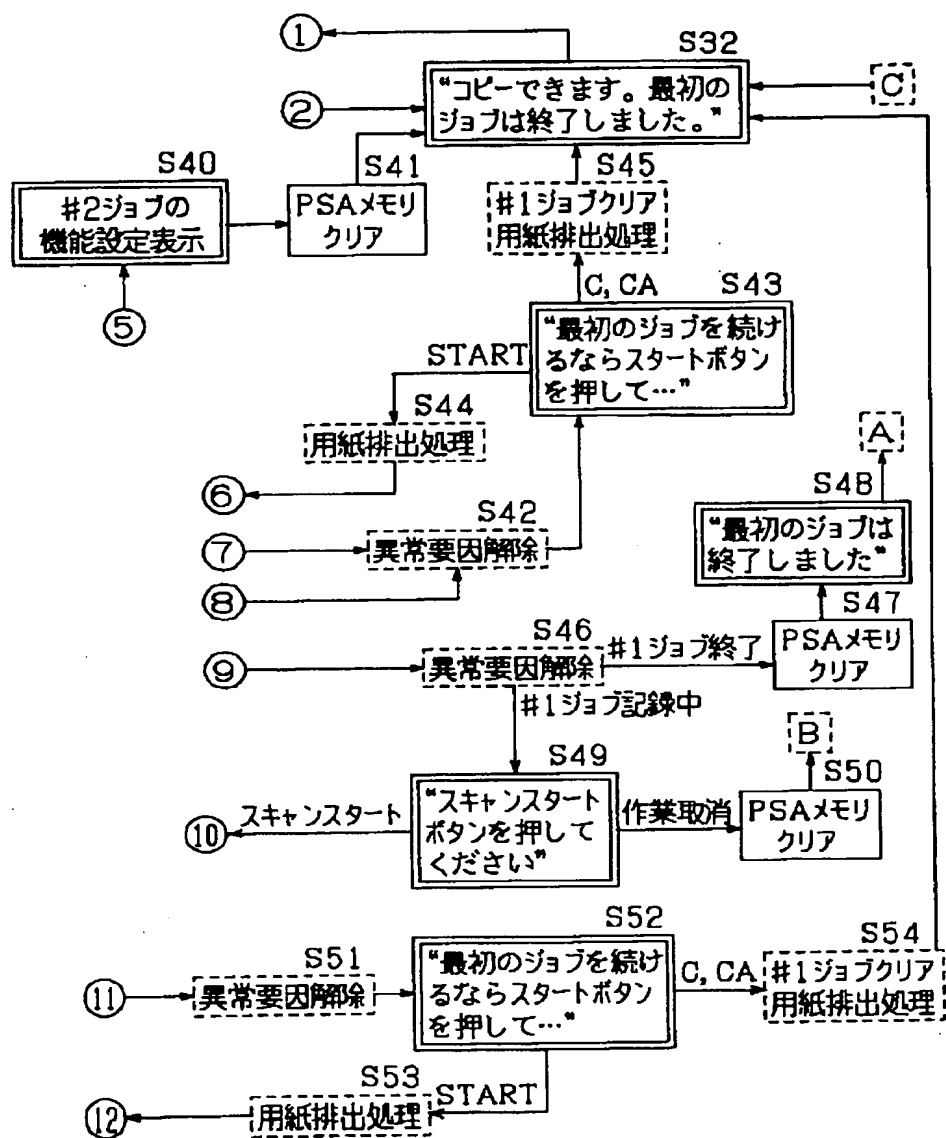 ①
S32
“コピーできます。最初の
ジョブは終了しました。”
C
②
S40
#2ジョブの
機能設定表示
S41
PSAメモリ
クリア
S45
#1ジョブクリア
用紙排出処理
⑤
C, CA
S43
“最初のジョブを続け
るならスタートボタン
を押して…”
START
S44
用紙排出処理
⑥
A
S48
“最初のジョブは
終了しました”
S42
異常要因解除
⑦
⑧
S47
PSAメモリ
クリア
S46
異常要因解除
⑨
#1ジョブ終了
#1ジョブ記録中
B
S49
“スキャンスタート
ボタンを押して
ください”
スキャンスタート
⑩
作業取消
S50
PSAメモリ
クリア
S52
“最初のジョブを続け
るならスタートボタン
を押して…”
S51
異常要因解除
⑪
C, CA
S54
#1ジョブクリア
用紙排出処理
START
S53
用紙排出処理
⑫